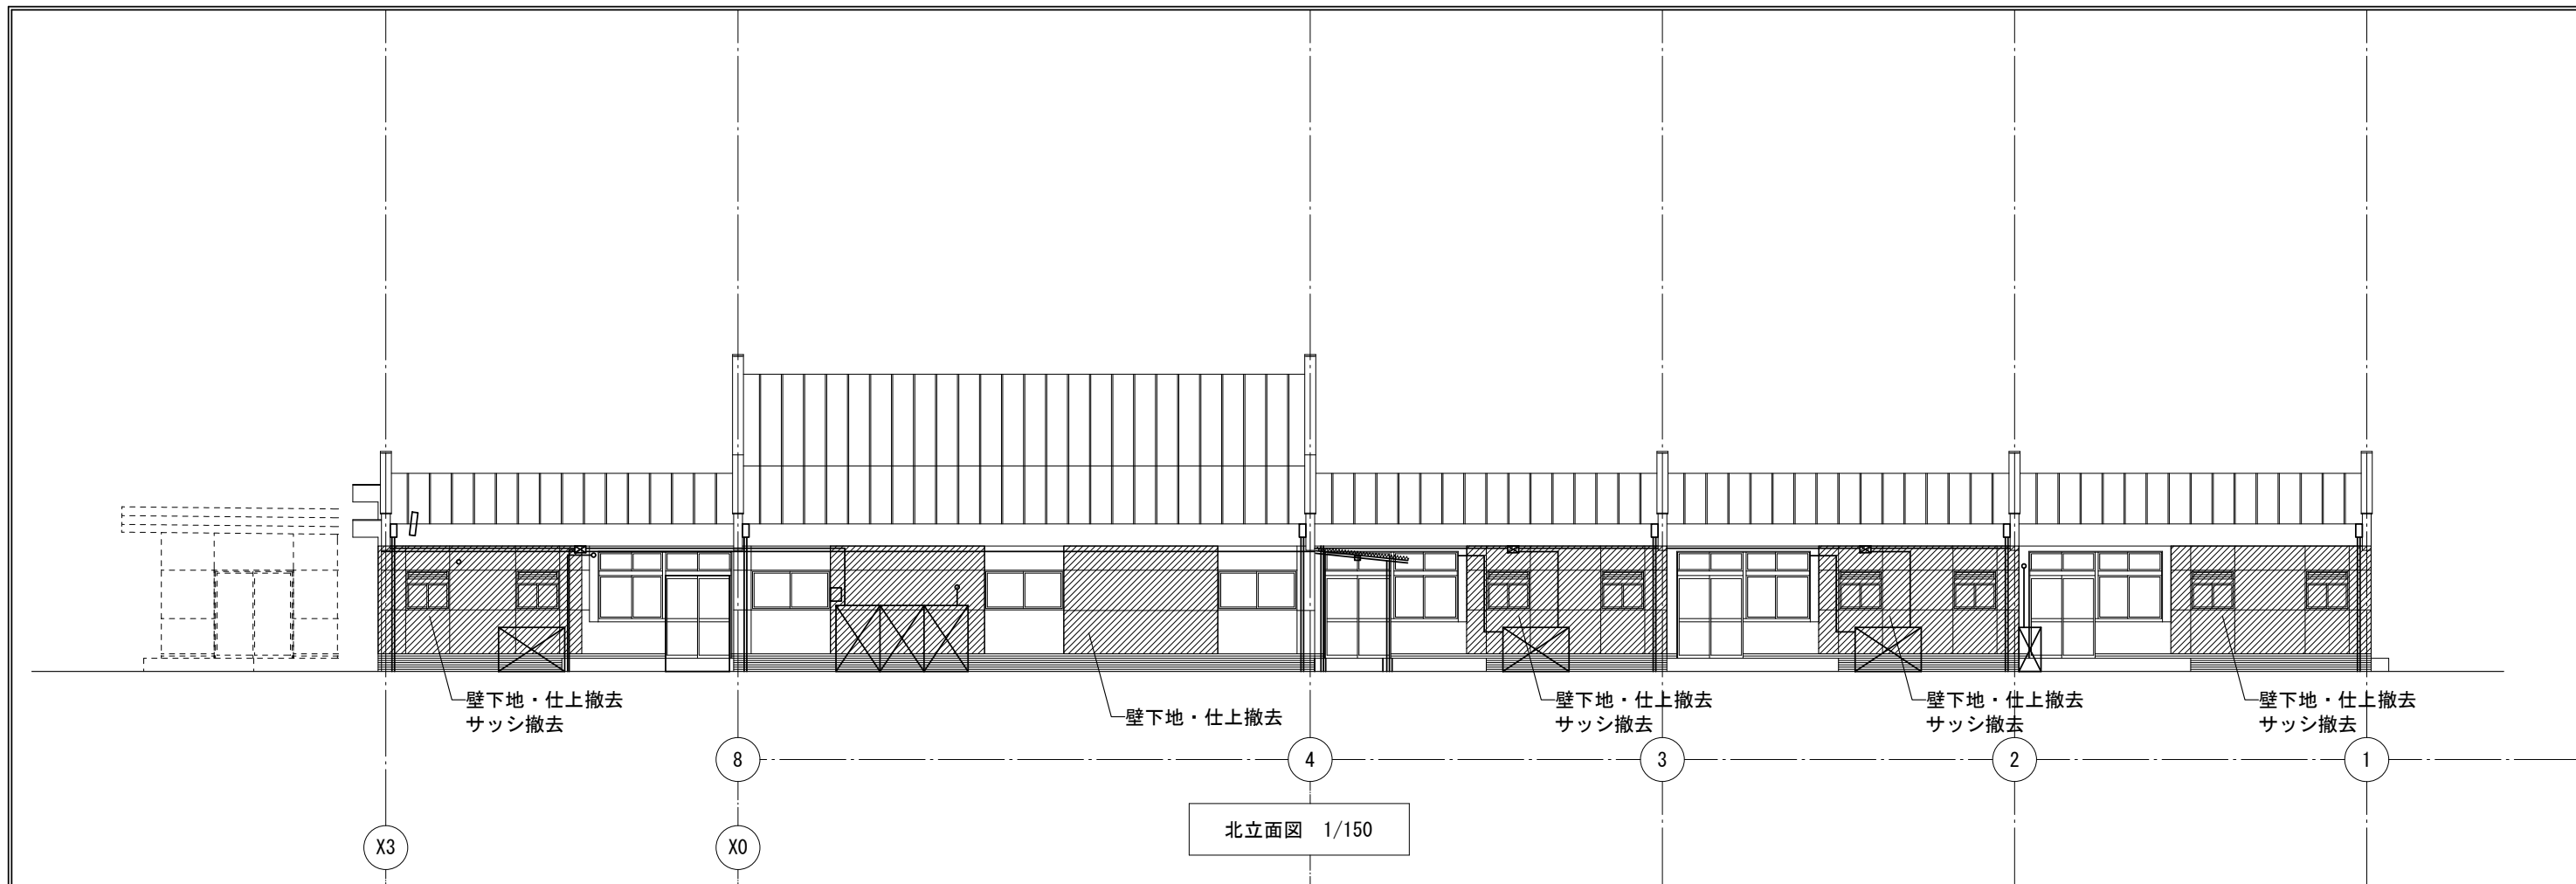 壁下地・仕上撤去
サッシ撤去
壁下地・仕上撤去
壁下地・仕上撤去
サッシ撤去
壁下地・仕上撤去
サッシ撤去
壁下地・仕上撤去
サッシ撤去
8
4
3
2
1
北立面図 1/150
X3
X0